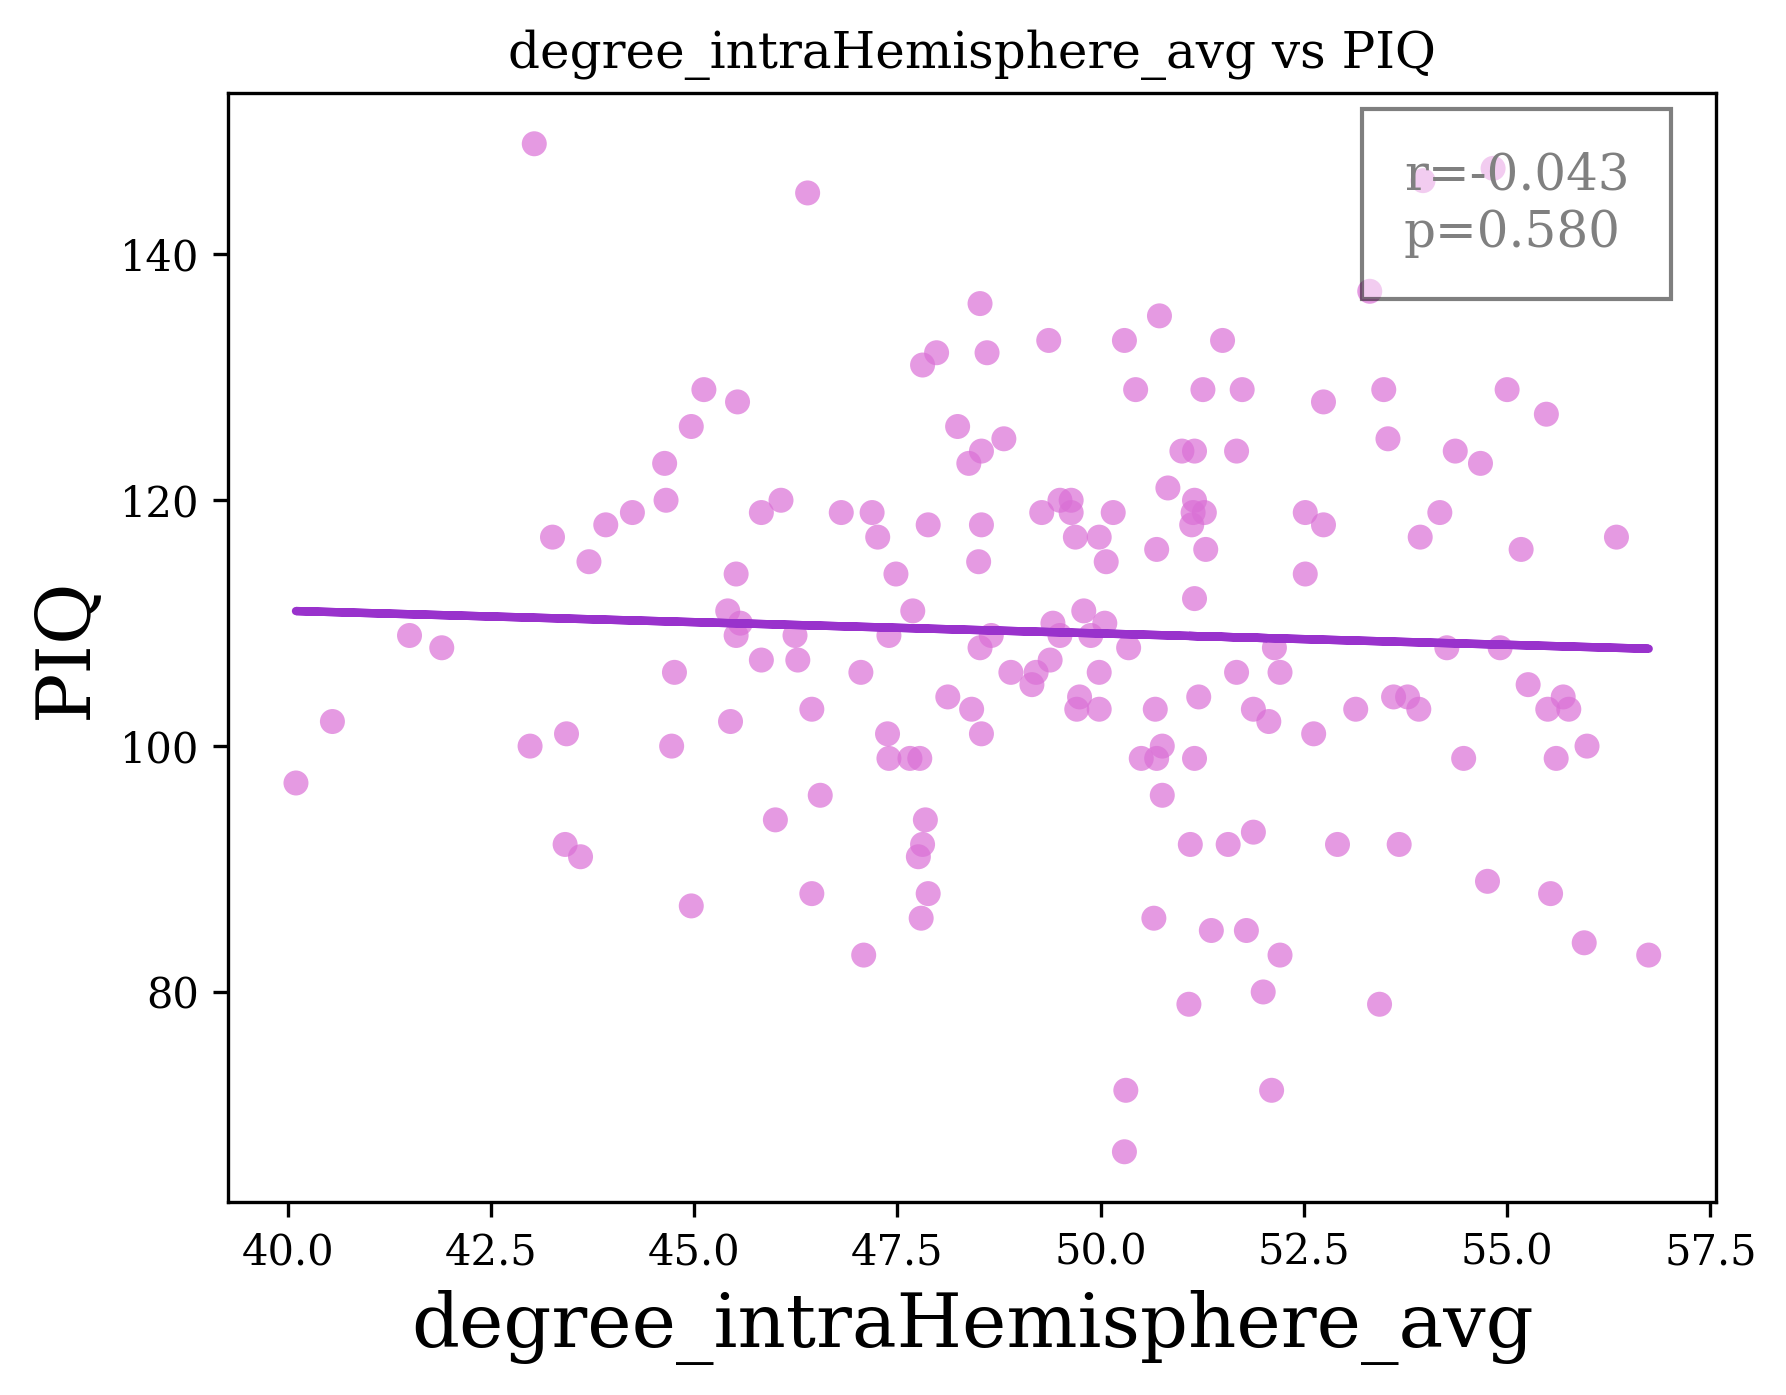 degree_intraHemisphere_avg vs PIQ
r=-0.043
p=0.580
PIQ
140
120
100
80
40.0 42.5 45.0 47.5 50.0 52.5 55.0 57.5
degree_intraHemisphere_avg